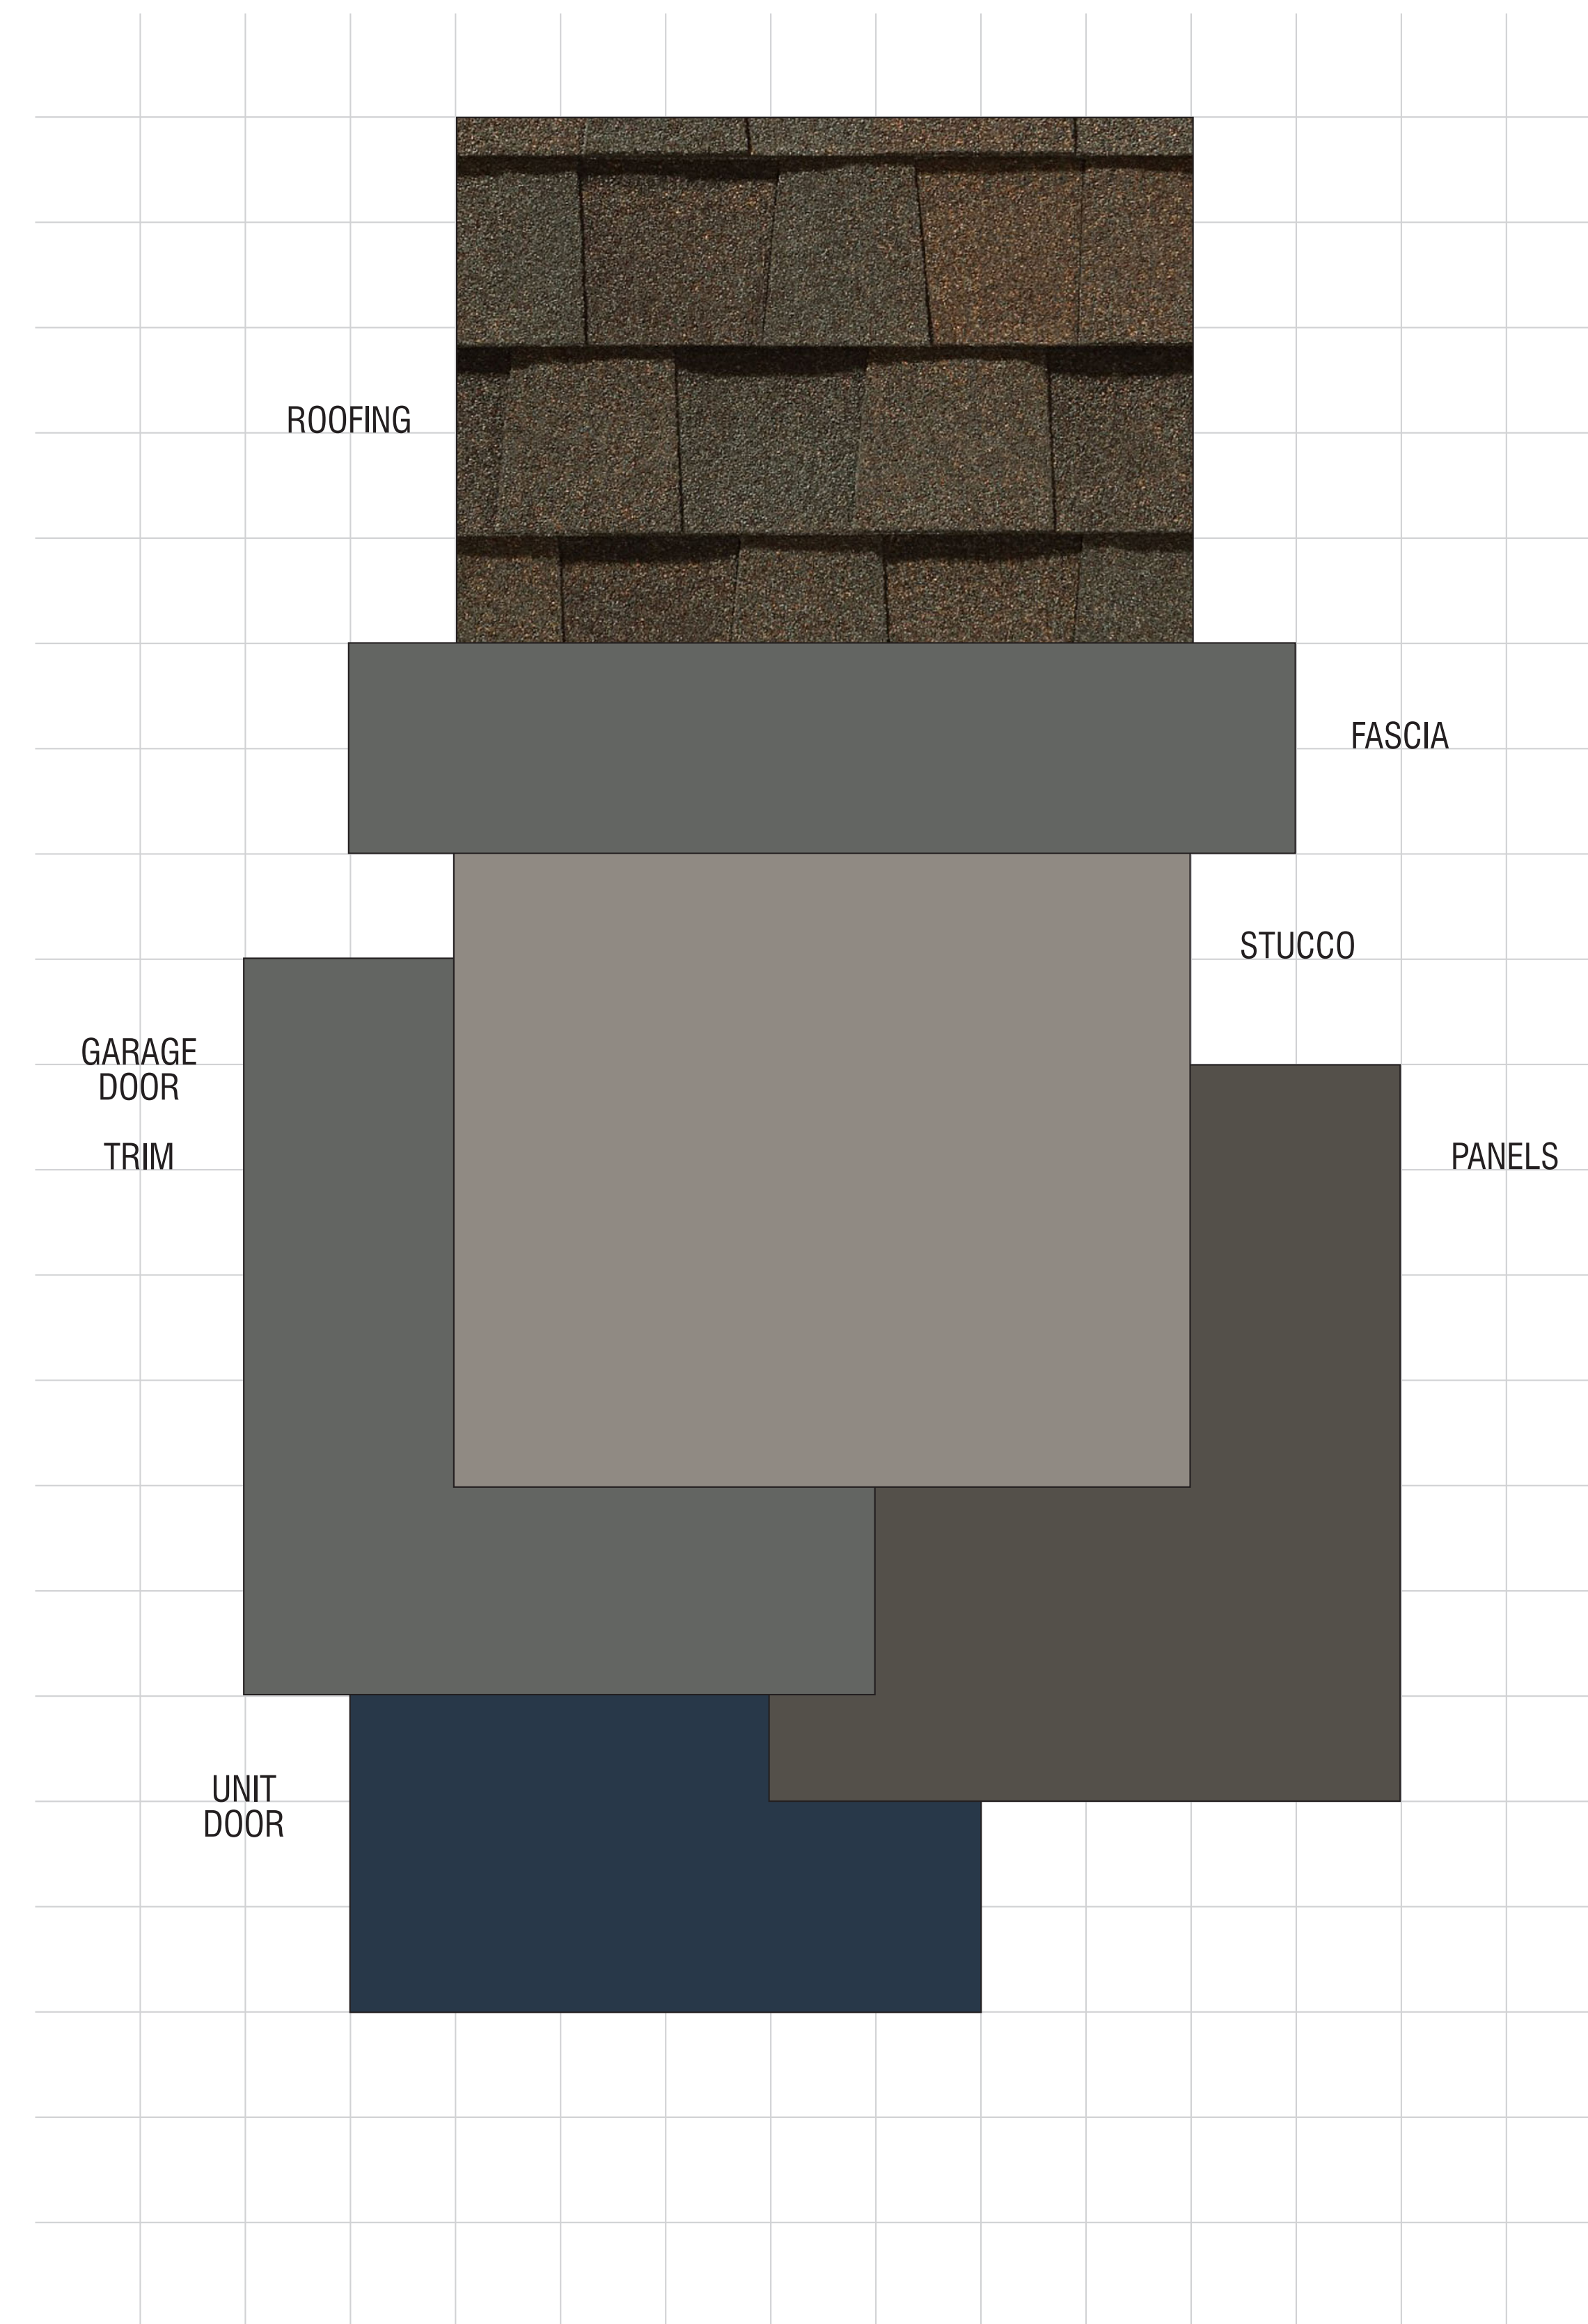 ROOFING
FASCIA
STUCCO
GARAGE
DOOR
TRIM
PANELS
UNIT
DOOR